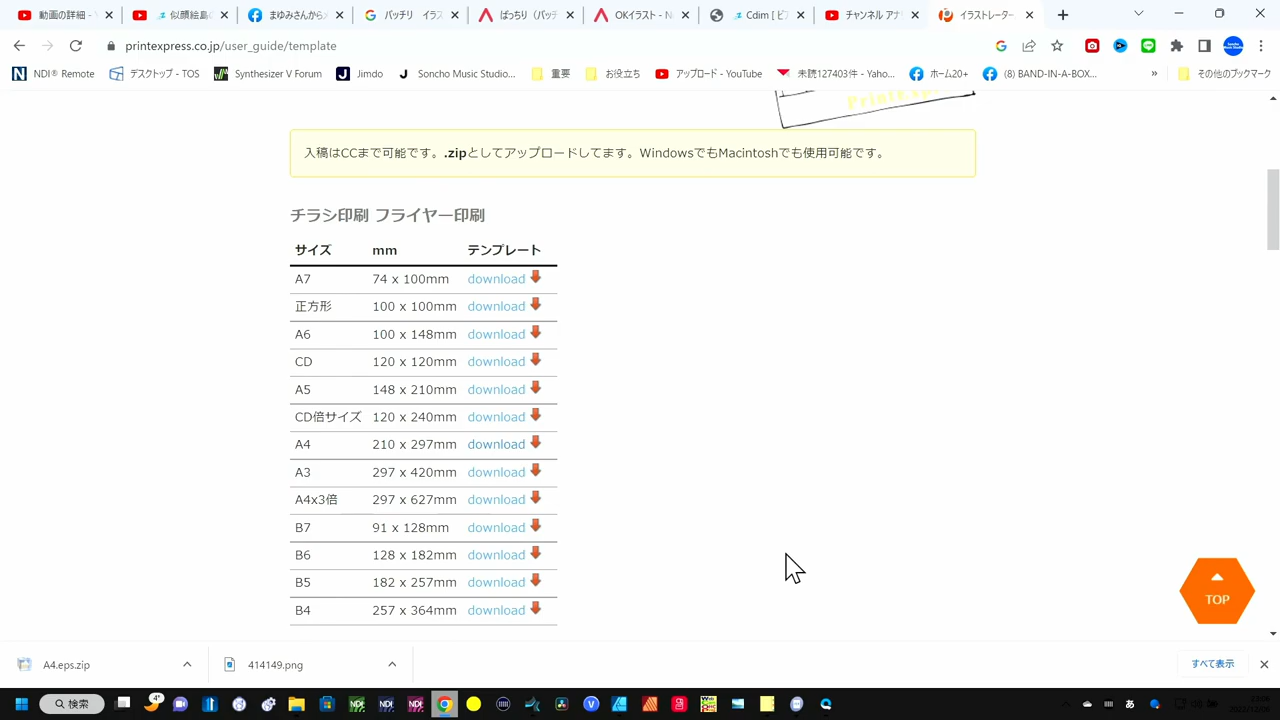 動画の詳細 -
似顔絵島の
まゆみさんから
バッチリ イラス
ぱっちり（パッチ
OKイラスト - N
Cdim [ ピア
チャンネル アナ
イラストレーター
printexpress.co.jp/user_guide/template
NDI® Remote
デスクトップ - TOS
Synthesizer V Forum
Jimdo
Soncho Music Studio...
重要
お役立ち
アップロード - YouTube
未読127403件 - Yaho...
ホーム20+
(8) BAND-IN-A-BOX...
»
その他のブックマーク
入稿はCCまで可能です。.zipとしてアップロードしてます。WindowsでもMacintoshでも使用可能です。
チラシ印刷 フライヤー印刷
サイズ mm テンプレート
A7 74 x 100mm download
正方形 100 x 100mm download
A6 100 x 148mm download
CD 120 x 120mm download
A5 148 x 210mm download
CD倍サイズ 120 x 240mm download
A4 210 x 297mm download
A3 297 x 420mm download
A4x3倍 297 x 627mm download
B7 91 x 128mm download
B6 128 x 182mm download
B5 182 x 257mm download
B4 257 x 364mm download
TOP
A4.eps.zip
414149.png
すべて表示
検索
4°
あ